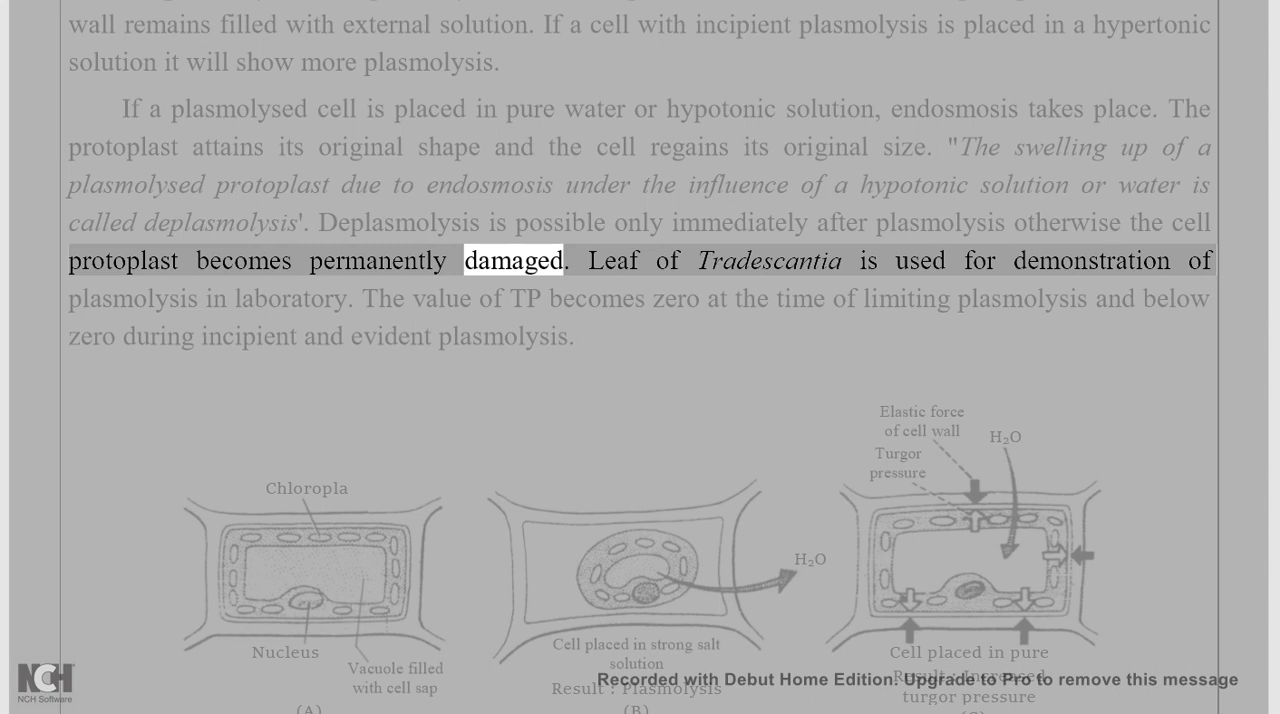 wall remains filled with external solution. If a cell with incipient plasmolysis is placed in a hypertonic
solution it will show more plasmolysis.
If a plasmolysed cell is placed in pure water or hypotonic solution, endosmosis takes place. The
protoplast attains its original shape and the cell regains its original size. "The swelling up of a
plasmolysed protoplast due to endosmosis under the influence of a hypotonic solution or water is
called deplasmolysis'. Deplasmolysis is possible only immediately after plasmolysis otherwise the cell
protoplast becomes permanently damaged. Leaf of Tradescantia is used for demonstration of
plasmolysis in laboratory. The value of TP becomes zero at the time of limiting plasmolysis and below
zero during incipient and evident plasmolysis.
Elastic force
of cell wall
H₂O
Turgor
pressure
Chloropla
H₂O
Nucleus
Vacuole filled
with cell sap
(A)
Cell placed in strong salt
solution
Result : Plasmolysis
(B)
Cell placed in pure
Result : Increased
turgor pressure
NCH
NCH Software
Recorded with Debut Home Edition. Upgrade to Pro to remove this message